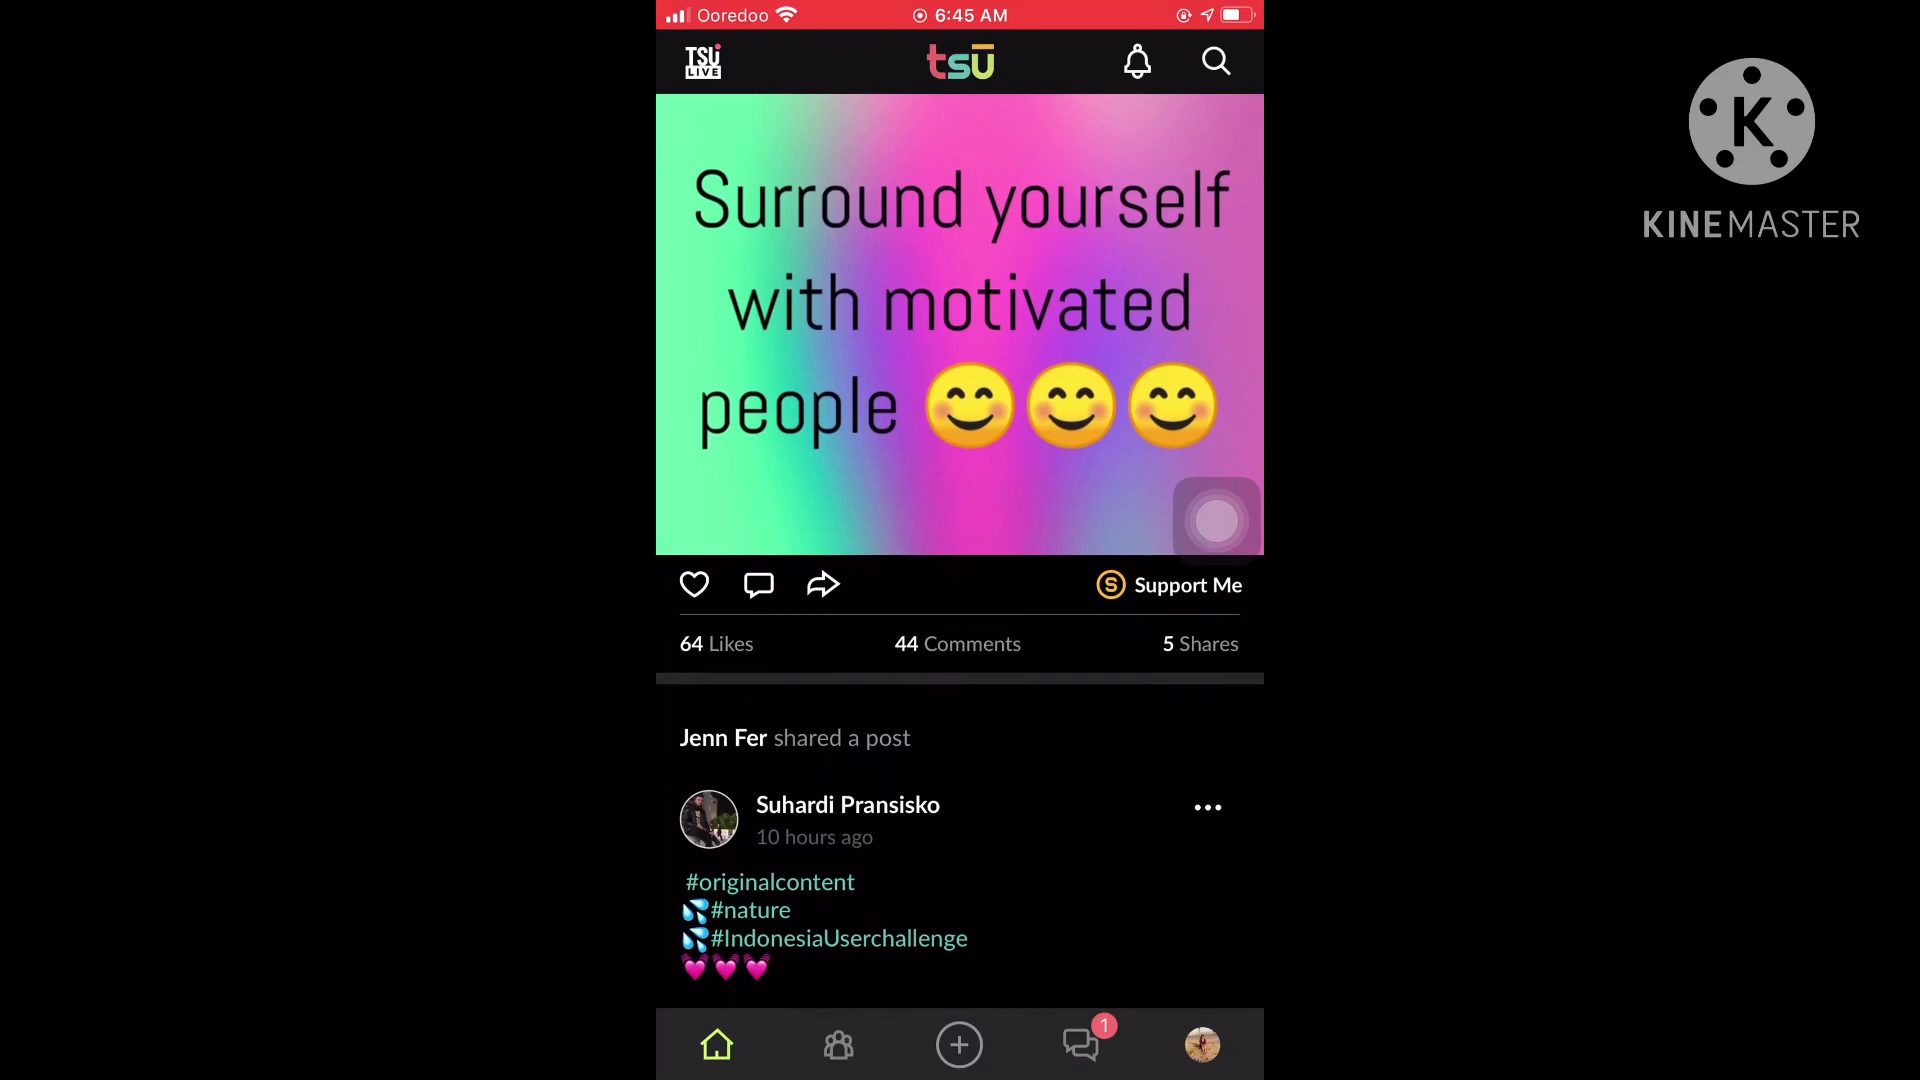 Ooredoo 6:45 AM
TSU LIVE
tsū
Surround yourself
with motivated
people 😊😊😊
S Support Me
64 Likes 44 Comments 5 Shares
Jenn Fer shared a post
Suhardi Pransisko
10 hours ago
#originalcontent
💦#nature
💦#IndonesiaUserchallenge
💓💓💓
1
K
KINEMASTER